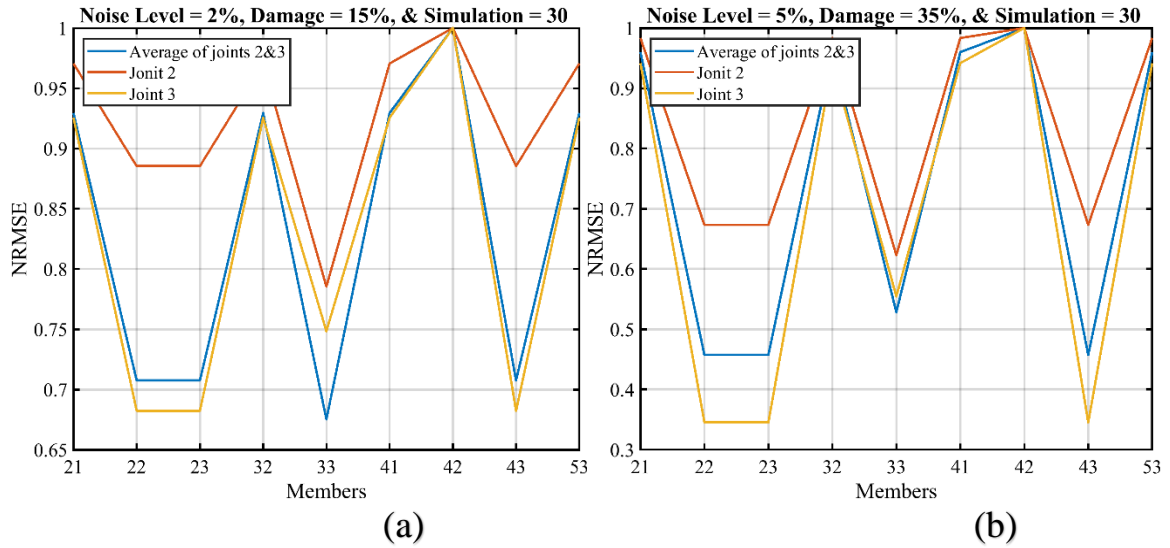 Noise Level = 2%, Damage = 15%, & Simulation = 30
1
0.95
0.9
0.85
0.8
0.75
0.7
0.65
NRMSE
Average of joints 2&3
Jonit 2
Joint 3
21 22 23 32 33 41 42 43 53
Members
(a)
Noise Level = 5%, Damage = 35%, & Simulation = 30
1
0.9
0.8
0.7
0.6
0.5
0.4
0.3
NRMSE
Average of joints 2&3
Jonit 2
Joint 3
21 22 23 32 33 41 42 43 53
Members
(b)